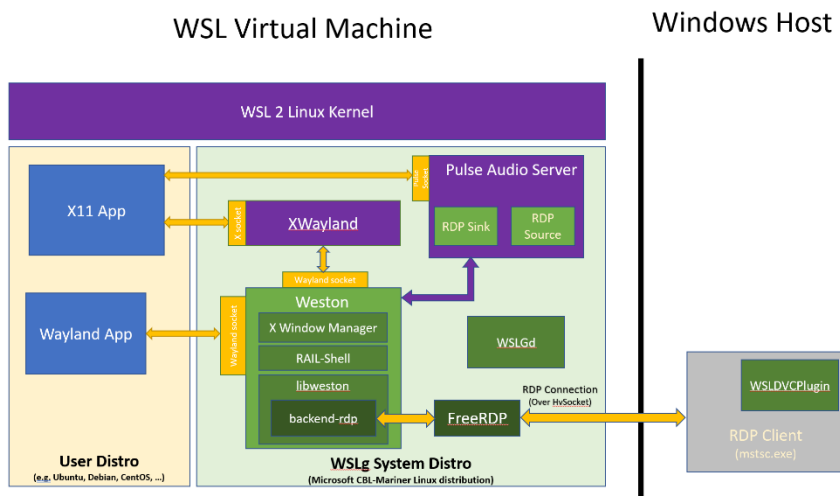 WSL Virtual Machine
Windows Host
WSL 2 Linux Kernel
X11 App
Pulse Socket
Pulse Audio Server
RDP Sink
RDP
Source
X socket
XWayland
Wayland socket
Wayland App
Wayland socket
Weston
X Window Manager
RAIL-Shell
libweston
backend-rdp
WSLGd
FreeRDP
RDP Connection
(Over HvSocket)
WSLDVCPlugin
RDP Client
(mstsc.exe)
User Distro
(e.g. Ubuntu, Debian, CentOS, ...)
WSLg System Distro
(Microsoft CBL-Mariner Linux distribution)